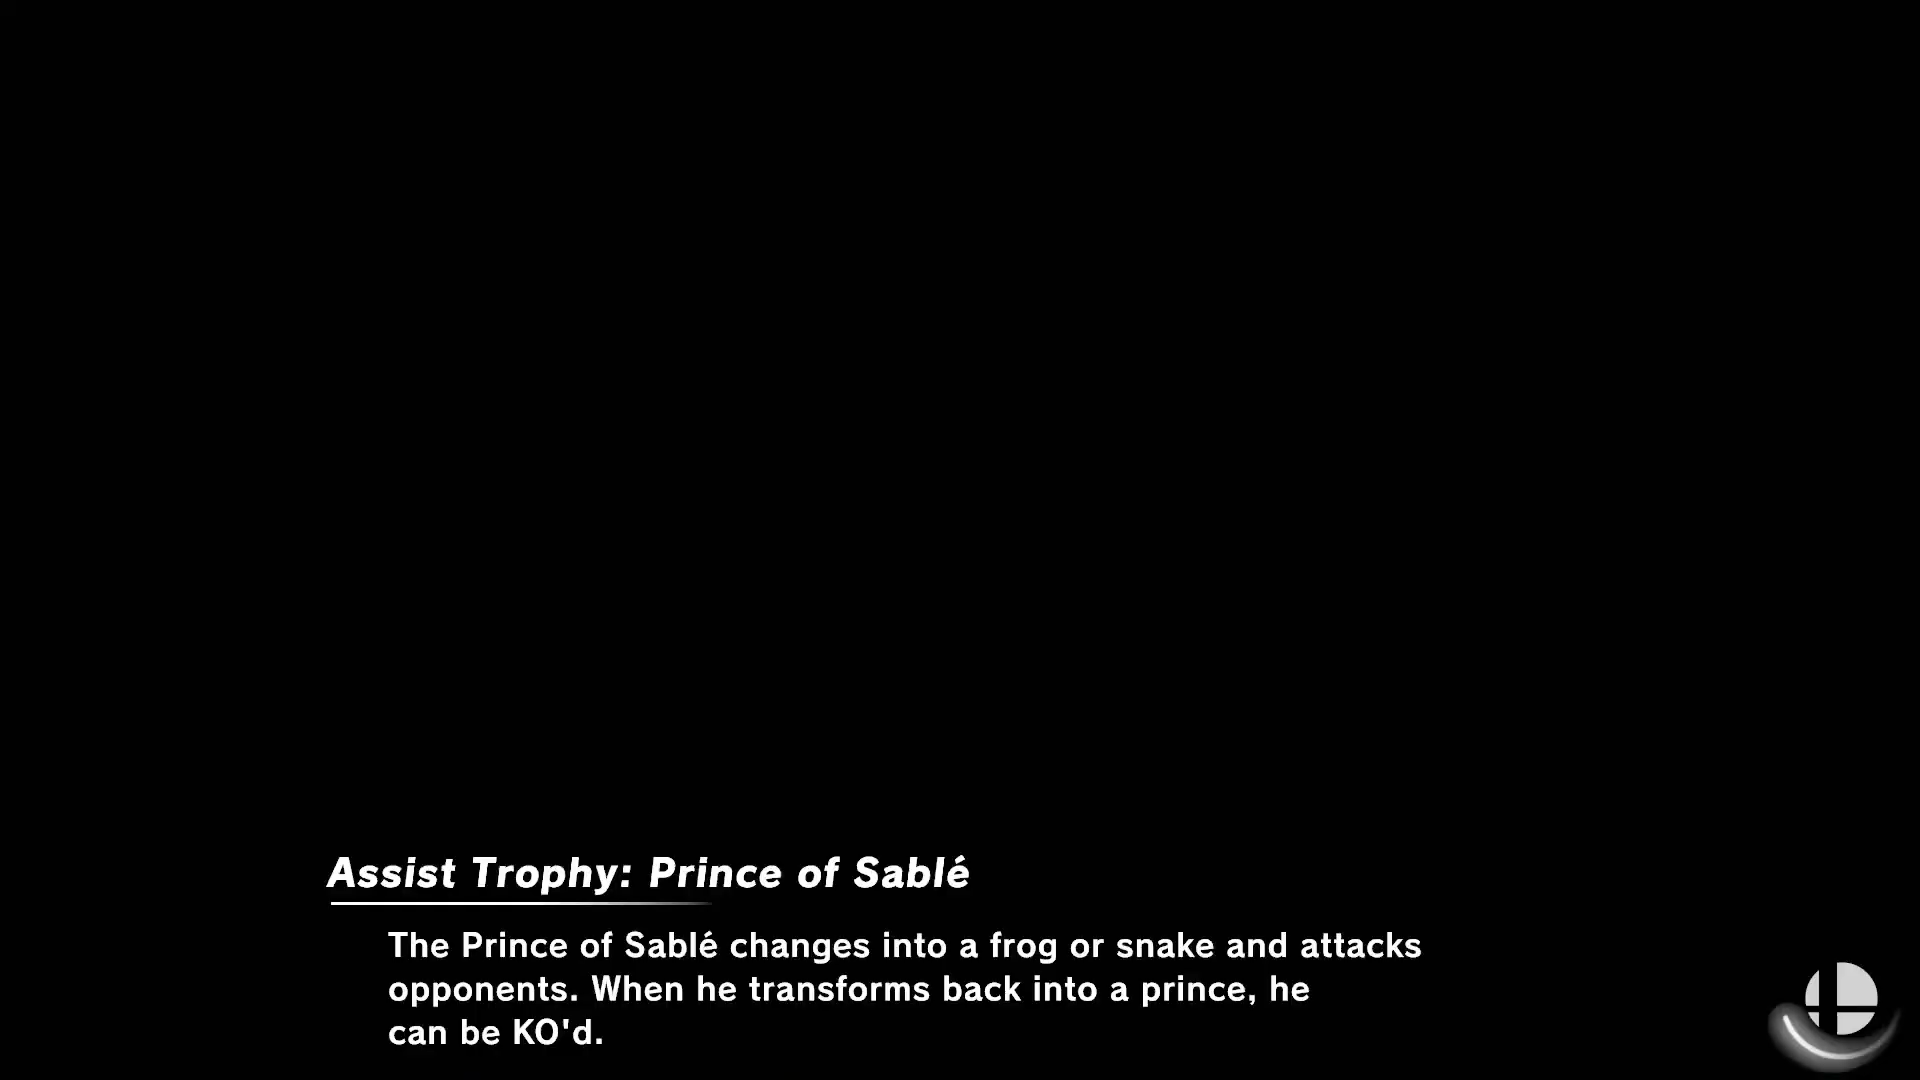 Assist Trophy: Prince of Sablé
The Prince of Sablé changes into a frog or snake and attacks
opponents. When he transforms back into a prince, he
can be KO'd.